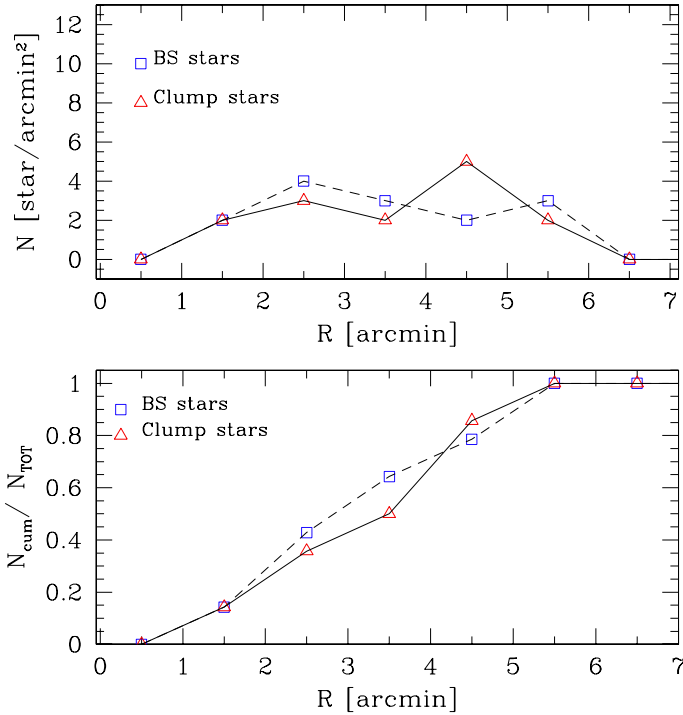 12
10
8
6
4
2
0
N [star/arcmin²]
BS stars
Clump stars
0 1 2 3 4 5 6 7
R [arcmin]
1
0.8
0.6
0.4
0.2
0
N_cum/ N_TOT
BS stars
Clump stars
0 1 2 3 4 5 6 7
R [arcmin]